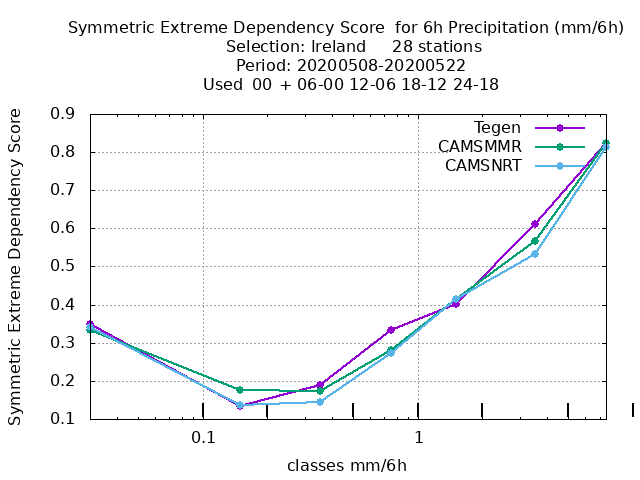 Symmetric Extreme Dependency Score for 6h Precipitation (mm/6h)
Selection: Ireland 28 stations
Period: 20200508-20200522
Used 00 + 06-00 12-06 18-12 24-18
Symmetric Extreme Dependency Score
0.9
0.8
0.7
0.6
0.5
0.4
0.3
0.2
0.1
Tegen
CAMSMMR
CAMSNRT
0.1 1
classes mm/6h